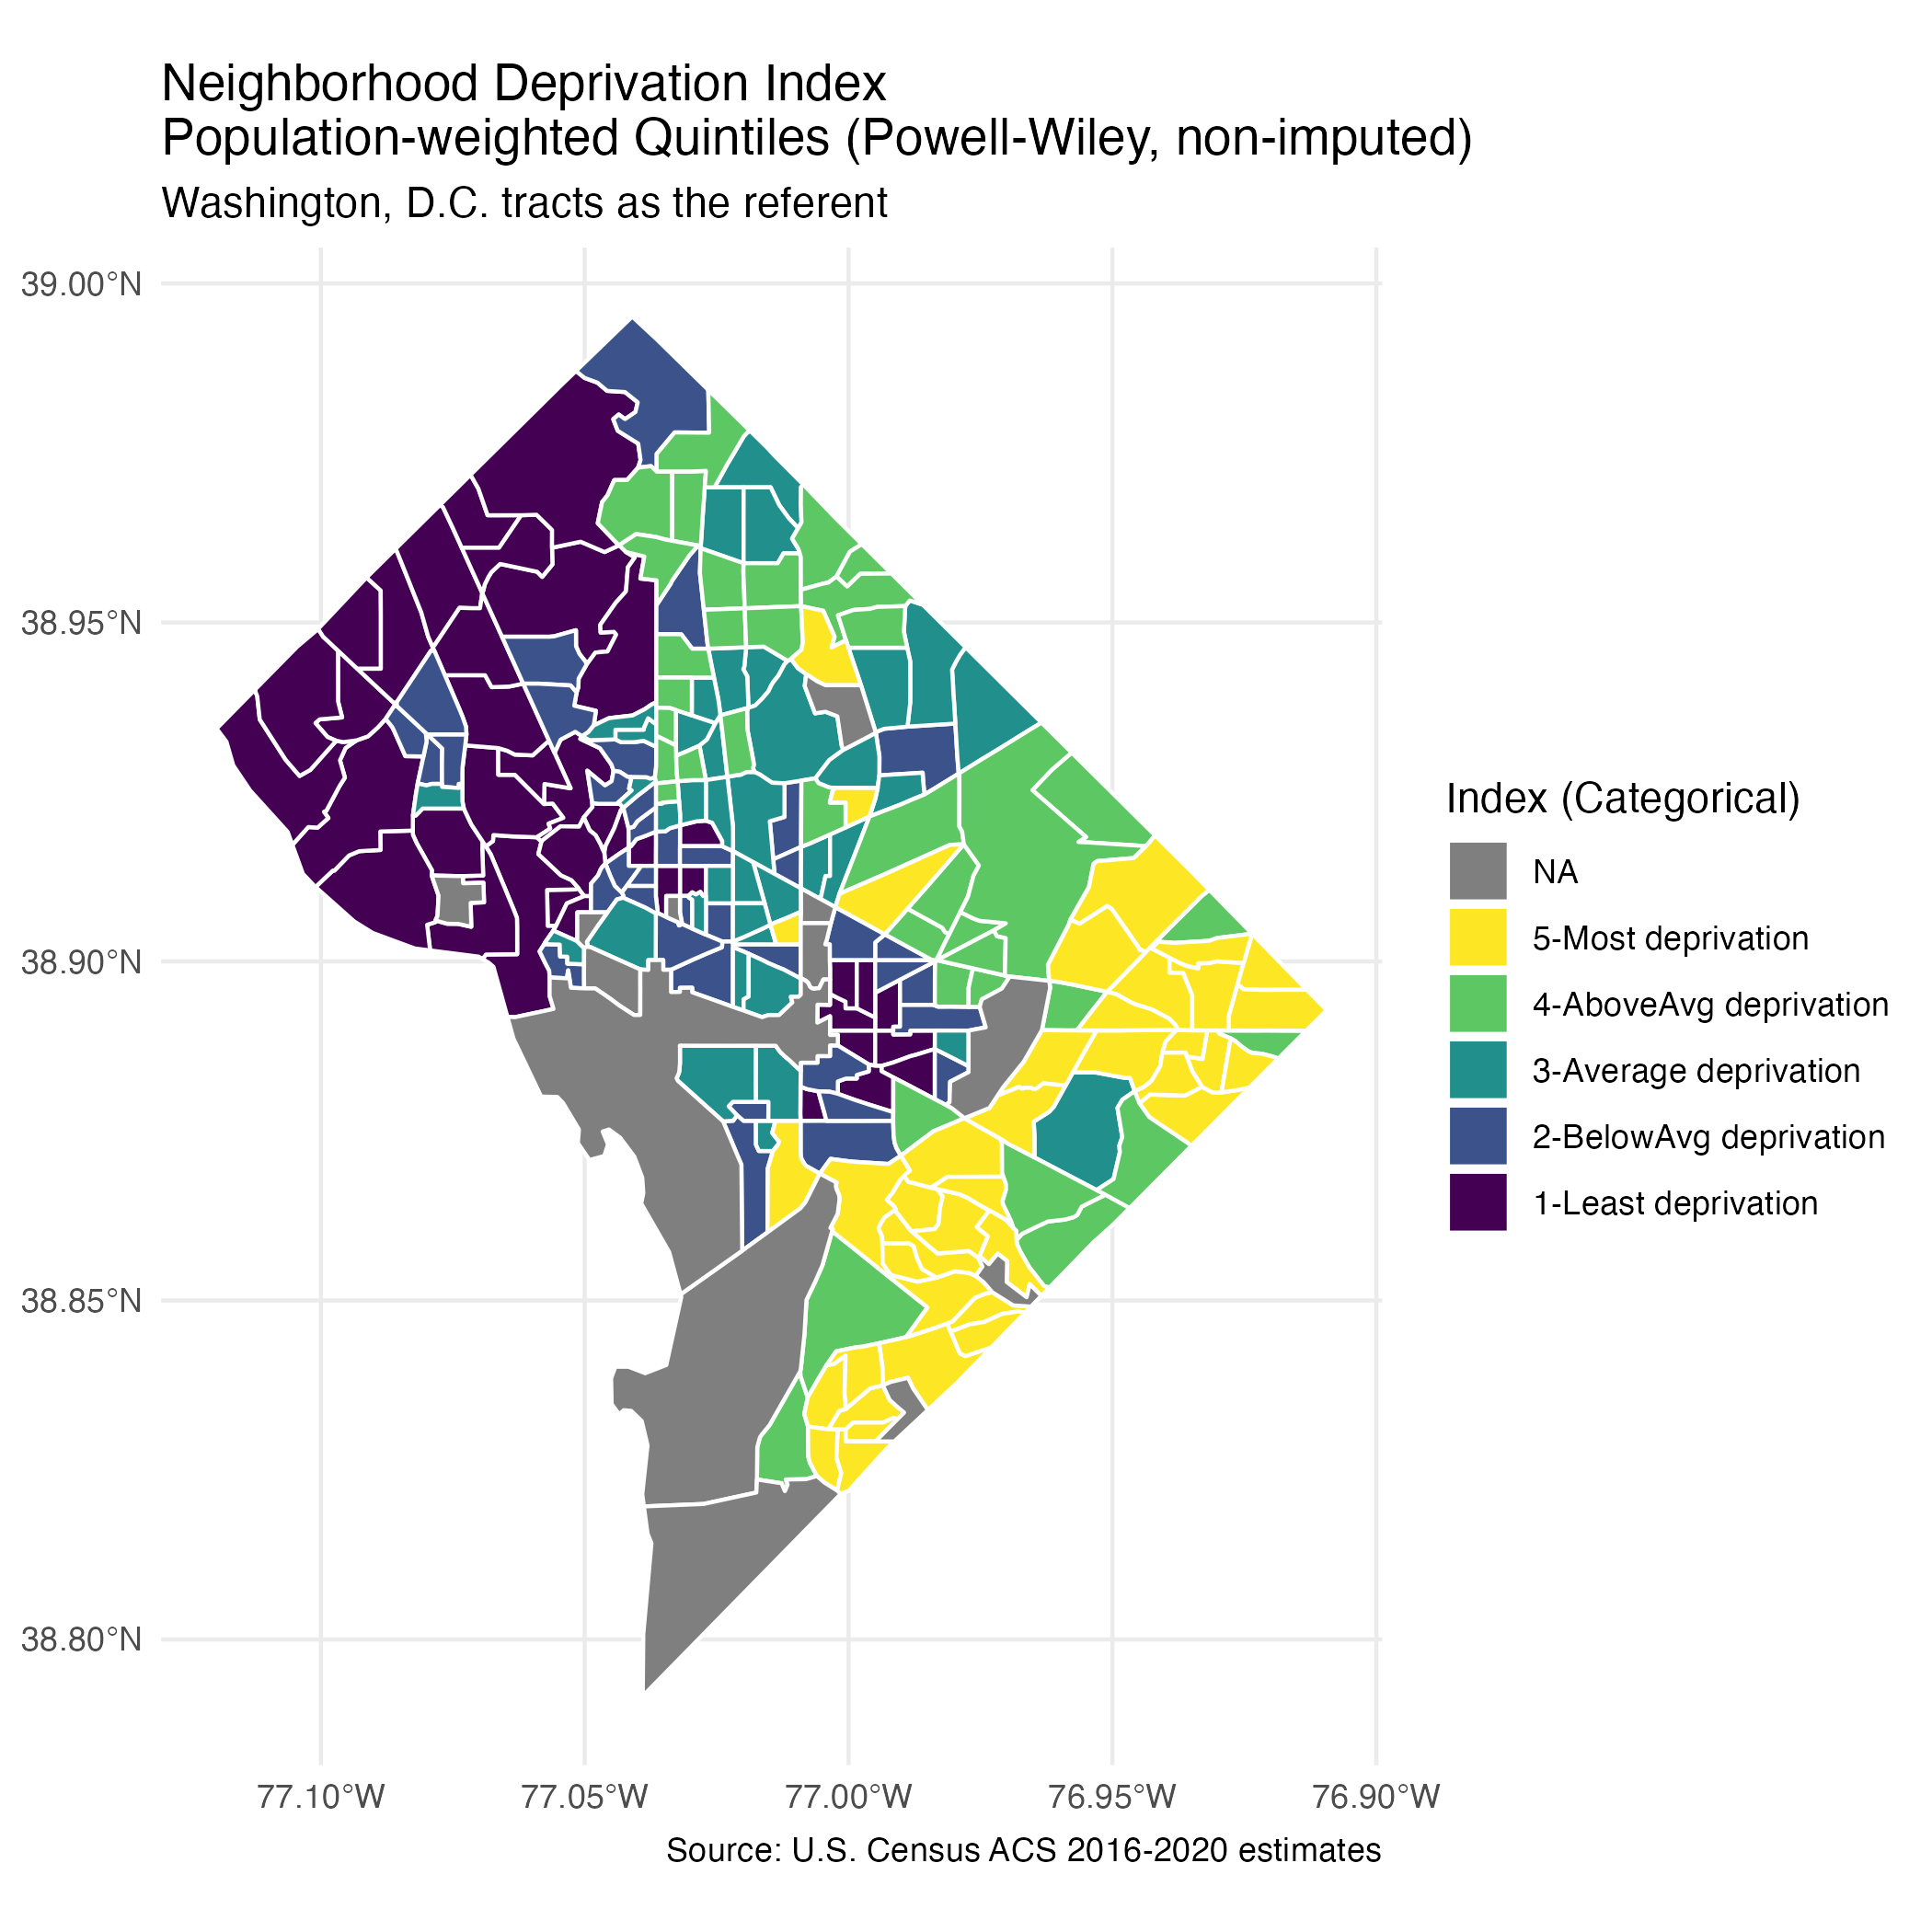 Neighborhood Deprivation Index
Population-weighted Quintiles (Powell-Wiley, non-imputed)
Washington, D.C. tracts as the referent
39.00°N
38.95°N
38.90°N
38.85°N
38.80°N
77.10°W
77.05°W
77.00°W
76.95°W
76.90°W
Index (Categorical)
NA
5-Most deprivation
4-AboveAvg deprivation
3-Average deprivation
2-BelowAvg deprivation
1-Least deprivation
Source: U.S. Census ACS 2016-2020 estimates